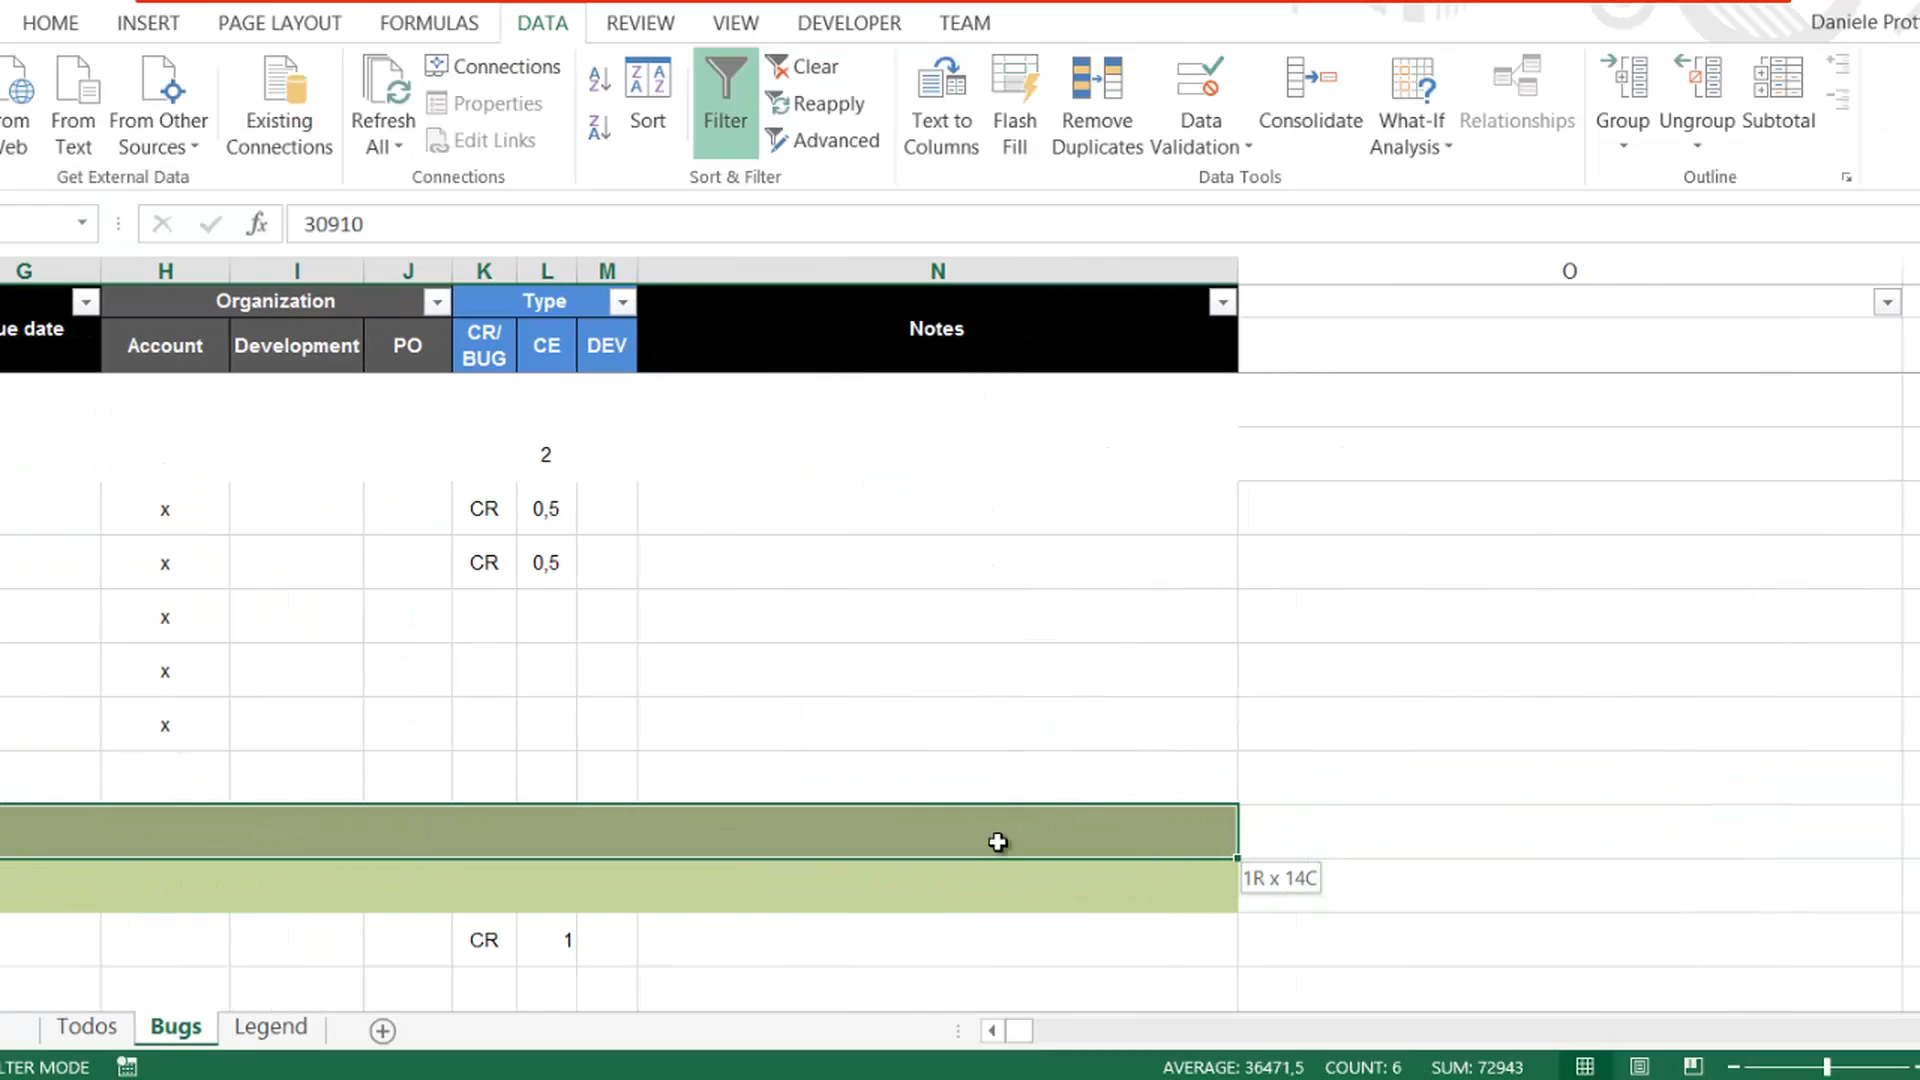 HOME INSERT PAGE LAYOUT FORMULAS DATA REVIEW VIEW DEVELOPER TEAM Daniele Prot
rom
Web
From
Text
From Other
Sources
Existing
Connections
Refresh
All
Connections
Properties
Edit Links
Sort
Filter
Clear
Reapply
Advanced
Text to
Columns
Flash
Fill
Remove
Duplicates
Data
Validation
Consolidate
What-If
Analysis
Relationships
Group
Ungroup
Subtotal
Get External Data Connections Sort & Filter Data Tools Outline
fx 30910
G H I J K L M N O
ue date
Organization
Type
Notes
Account Development PO
CR/
BUG
CE DEV
2
x CR 0,5
x CR 0,5
x
x
x
1R x 14C
CR 1
Todos Bugs Legend
LTER MODE AVERAGE: 36471,5 COUNT: 6 SUM: 72943